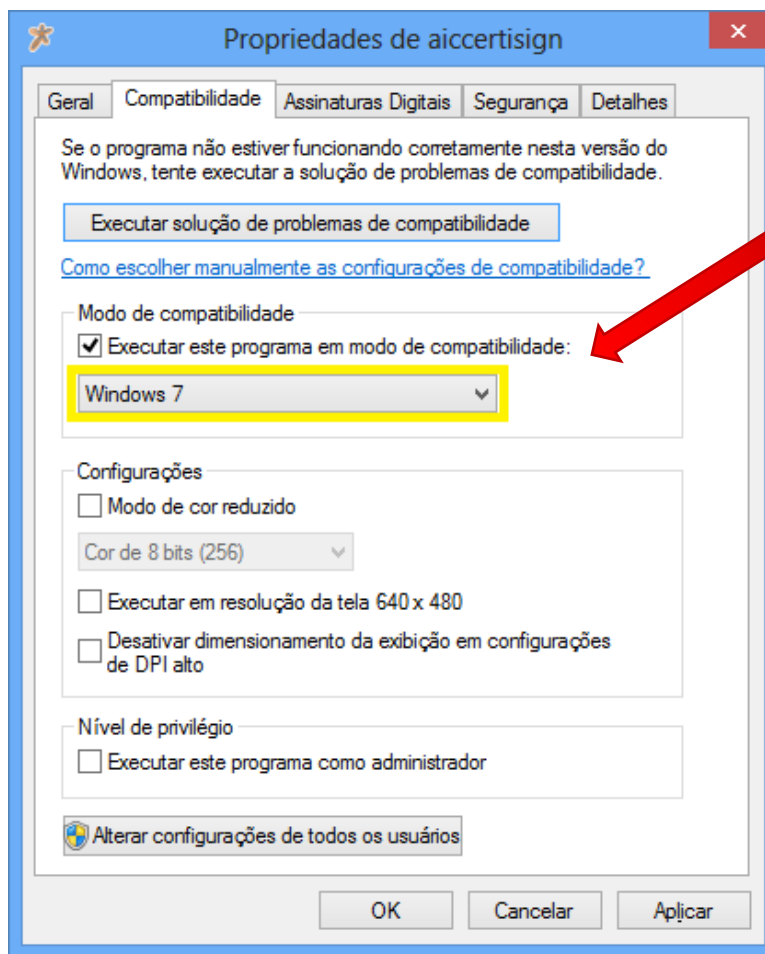 Propriedades de aiccertisign
Geral Compatibilidade Assinaturas Digitais Segurança Detalhes
Se o programa não estiver funcionando corretamente nesta versão do
Windows, tente executar a solução de problemas de compatibilidade.
Executar solução de problemas de compatibilidade
Como escolher manualmente as configurações de compatibilidade?
Modo de compatibilidade
Executar este programa em modo de compatibilidade:
Windows 7
Configurações
Modo de cor reduzido
Cor de 8 bits (256)
Executar em resolução da tela 640 x 480
Desativar dimensionamento da exibição em configurações
de DPI alto
Nível de privilégio
Executar este programa como administrador
Alterar configurações de todos os usuários
OK Cancelar Aplicar